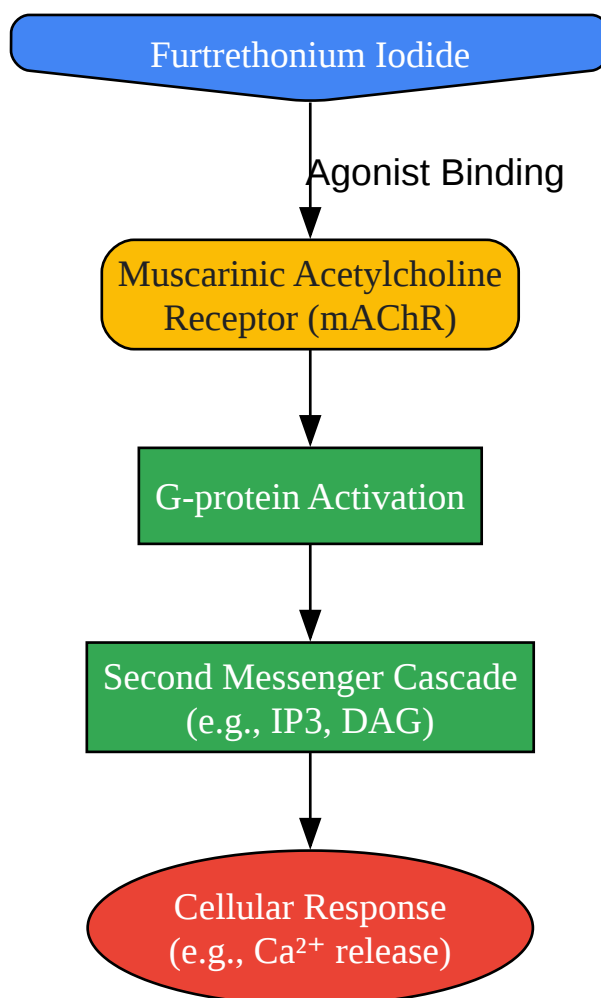 Furtrethonium Iodide
Agonist Binding
Muscarinic Acetylcholine
Receptor (mAChR)
G-protein Activation
Second Messenger Cascade
(e.g., IP3, DAG)
Cellular Response
(e.g., Ca²⁺ release)